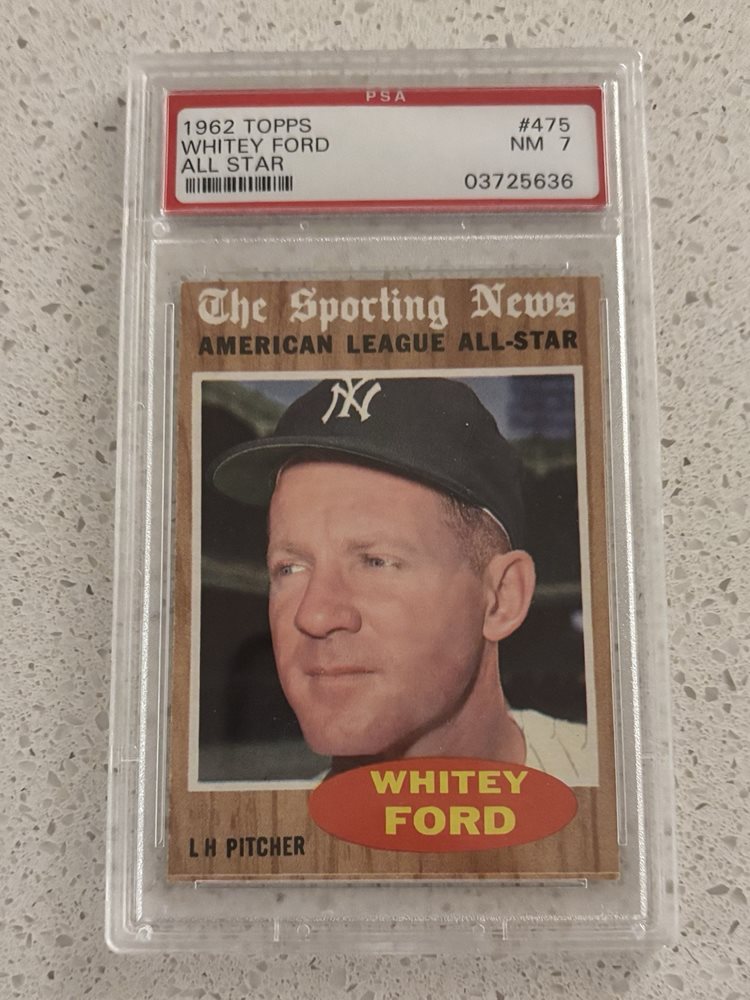 PSA
1962 TOPPS #475
WHITEY FORD NM 7
ALL STAR
03725636
The Sporting News
AMERICAN LEAGUE ALL-STAR
NY
WHITEY
FORD
L H PITCHER